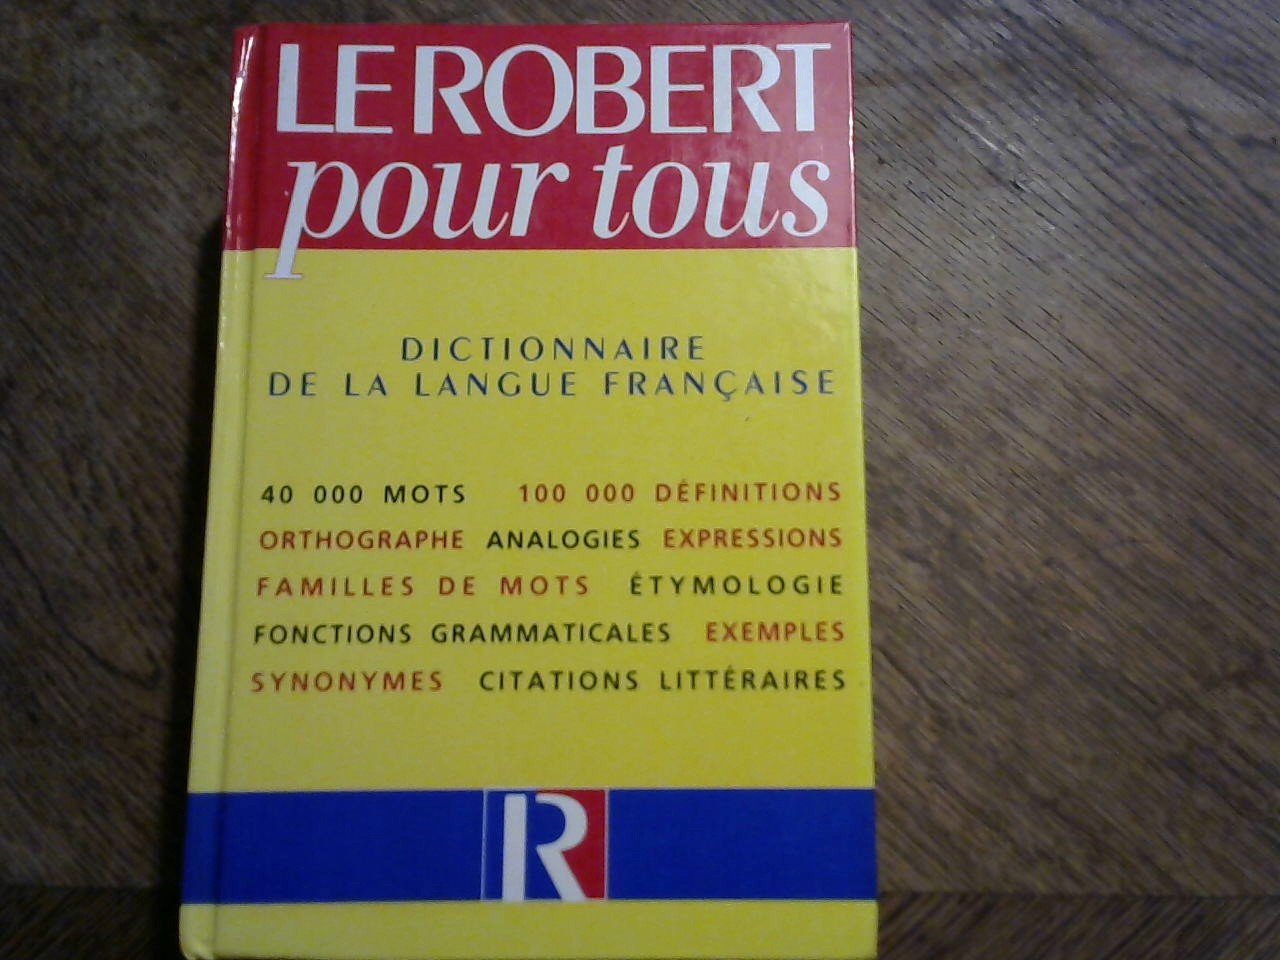 LE ROBERT
pour tous
DICTIONNAIRE
DE LA LANGUE FRANÇAISE
40 000 MOTS 100 000 DÉFINITIONS
ORTHOGRAPHE ANALOGIES EXPRESSIONS
FAMILLES DE MOTS ÉTYMOLOGIE
FONCTIONS GRAMMATICALES EXEMPLES
SYNONYMES CITATIONS LITTÉRAIRES
R